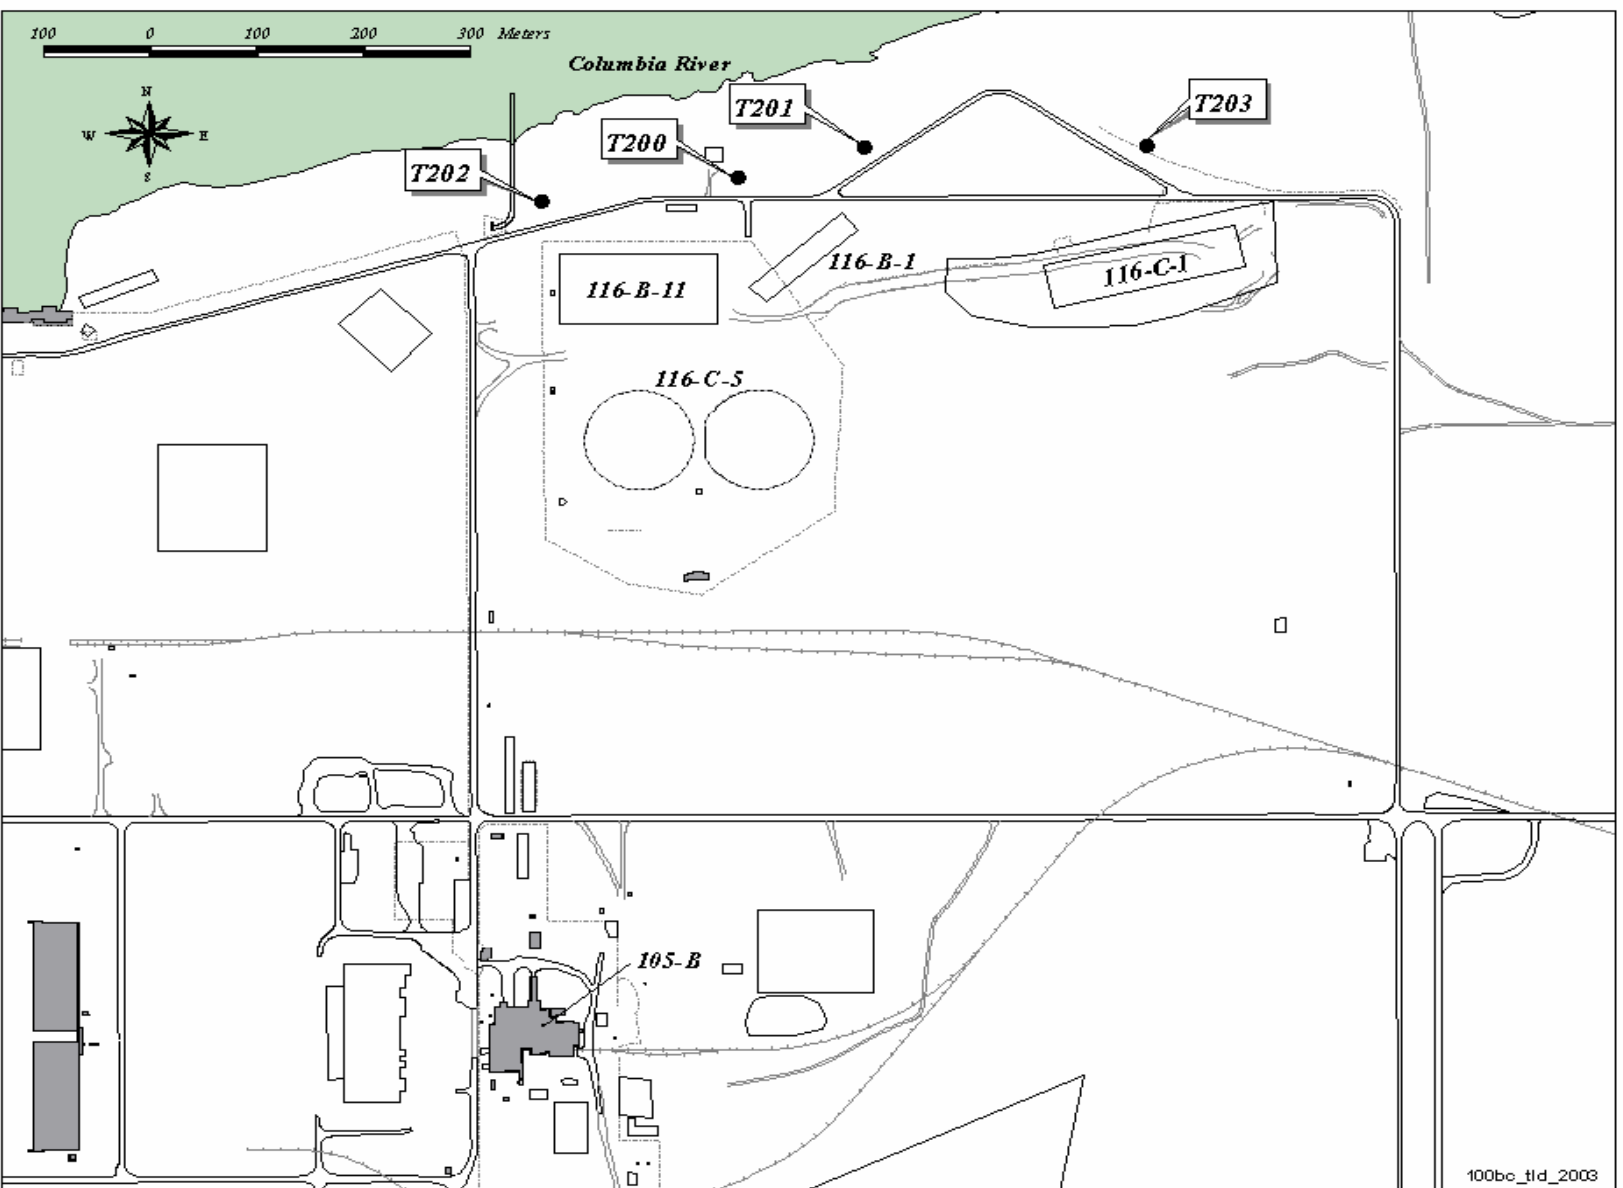 100 0 100 200 300 Meters
Columbia River
N
W E
S
T201
T203
T200
T202
116-B-1
116-C-1
116-B-11
116-C-5
105-B
100bc_tld_2003